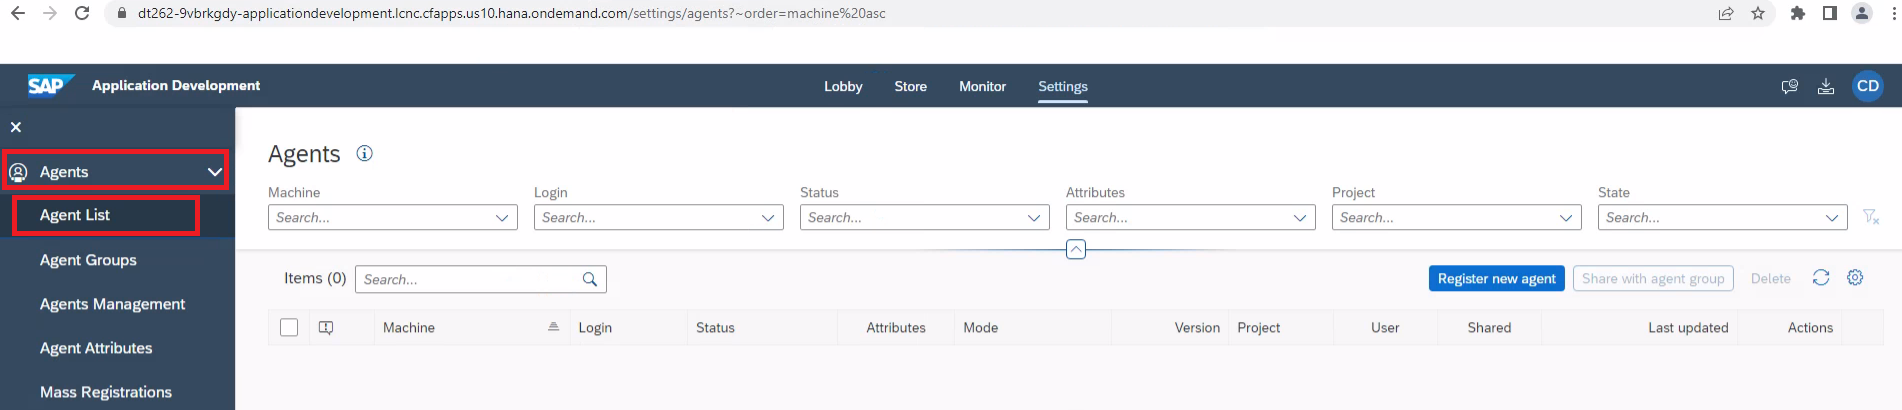 dt262-9vbrkgdy-applicationdevelopment.lcnc.cfapps.us10.hana.ondemand.com/settings/agents?~order=machine%20asc
SAP Application Development Lobby Store Monitor Settings CD
Agents
Agent List
Agent Groups
Agents Management
Agent Attributes
Mass Registrations
Agents
Machine Login Status Attributes Project State
Search... Search... Search... Search... Search... Search...
Items (0) Search... Register new agent Share with agent group Delete
Machine Login Status Attributes Mode Version Project User Shared Last updated Actions